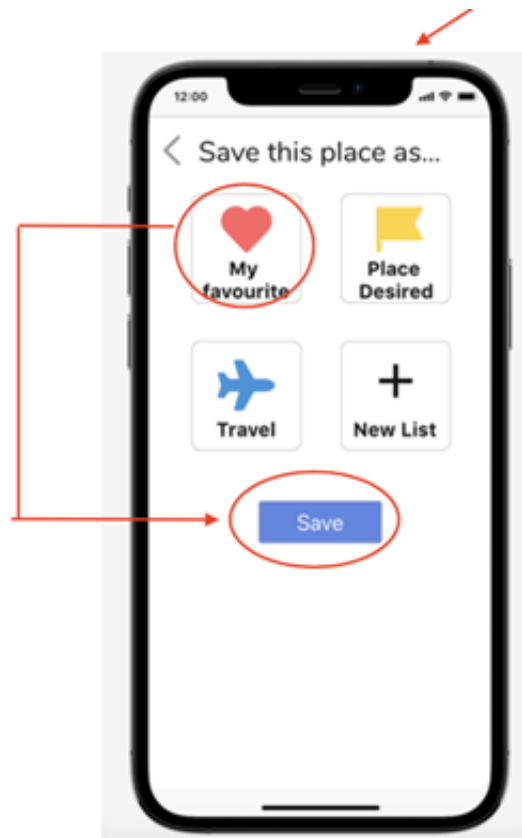 12:00
Save this place as...
My
favourite
Place
Desired
Travel
New List
Save